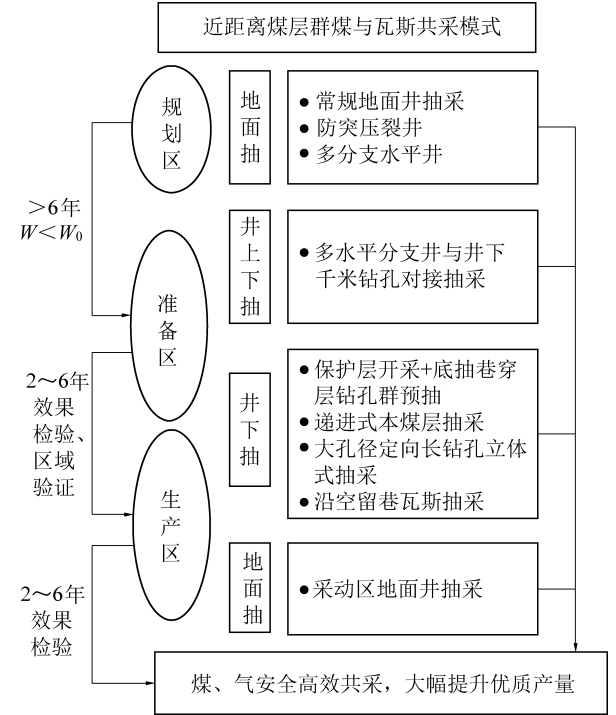 近距离煤层群煤与瓦斯共采模式
规划区
地面抽
● 常规地面井抽采
● 防突压裂井
● 多分支水平井
>6年
W<W₀
井上下抽
● 多水平分支井与井下
千米钻孔对接抽采
准备区
2～6年
效果
检验、
区域
验证
井下抽
● 保护层开采+底抽巷穿
层钻孔群预抽
● 递进式本煤层抽采
● 大孔径定向长钻孔立体
式抽采
● 沿空留巷瓦斯抽采
生产区
地面抽
● 采动区地面井抽采
2～6年
效果
检验
煤、气安全高效共采，大幅提升优质产量